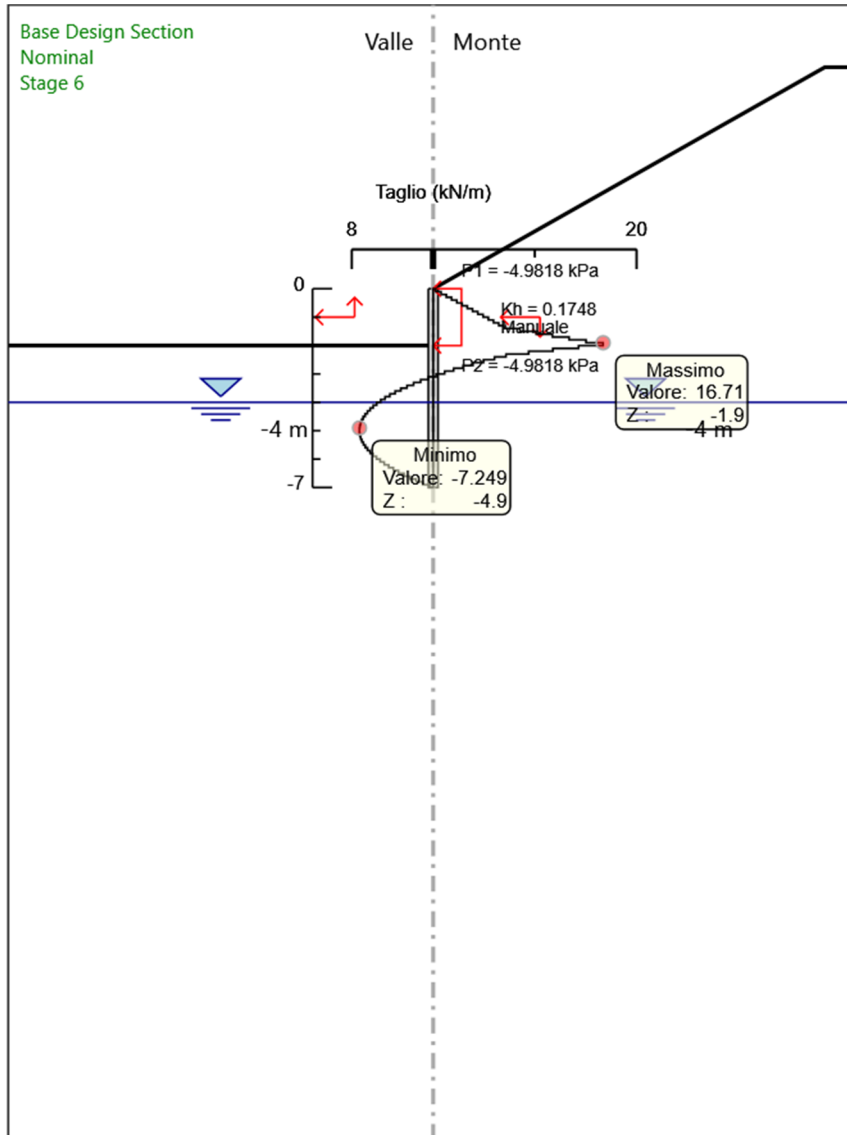 Base Design Section
Nominal
Stage 6
Valle
Monte
Taglio (kN/m)
8
20
0
P1 = -4.9818 kPa
Kh = 0.1748
Manuale
P2 = -4.9818 kPa
Massimo
Valore: 16.71
Z : -1.9
-4 m
-4 m
Minimo
Valore: -7.249
Z : -4.9
-7